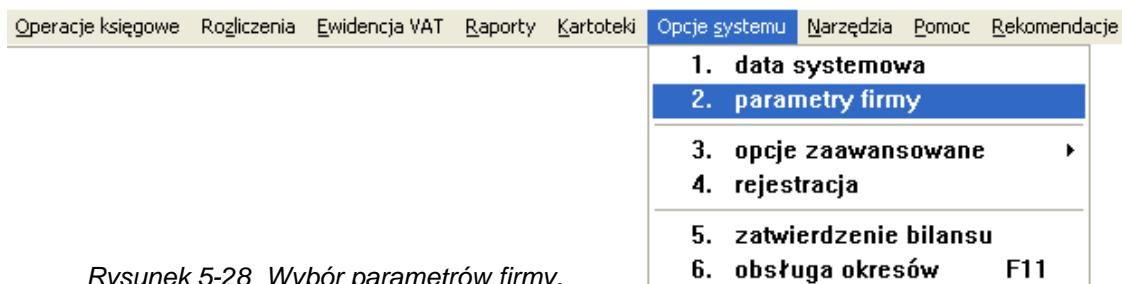 Operacje księgowe Rozliczenia Ewidencja VAT Raporty Kartoteki Opcje systemu Narzędzia Pomoc Rekomendacje
1. data systemowa
2. parametry firmy
3. opcje zaawansowane
4. rejestracja
5. zatwierdzenie bilansu
6. obsługa okresów F11
Rysunek 5-28 Wybór parametrów firmy.